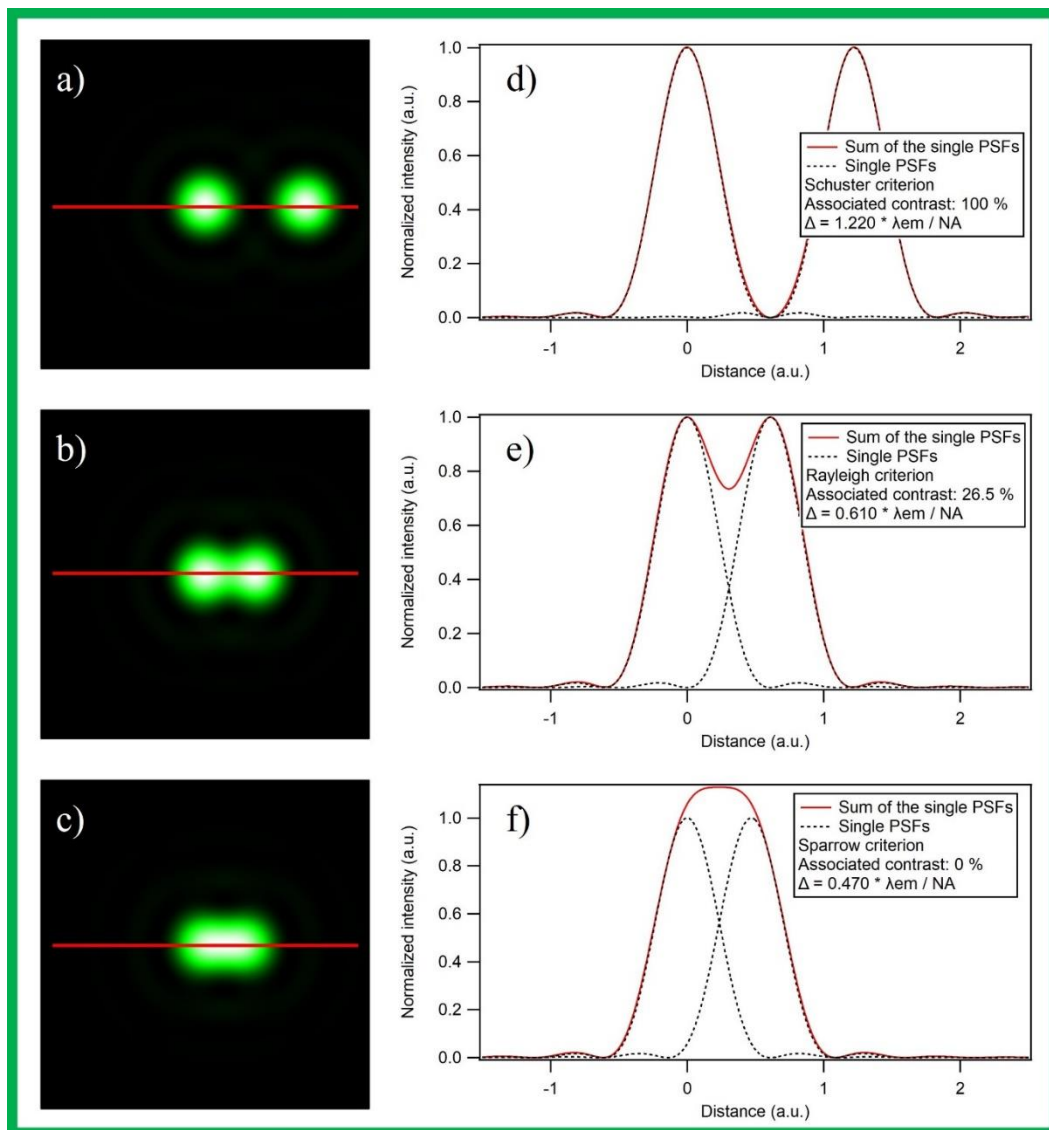 a)
d)
1.0
0.8
0.6
0.4
0.2
0.0
Normalized intensity (a.u.)
Sum of the single PSFs
Single PSFs
Schuster criterion
Associated contrast: 100 %
Δ = 1.220 * λem / NA
-1
0
1
2
Distance (a.u.)
b)
e)
1.0
0.8
0.6
0.4
0.2
0.0
Normalized intensity (a.u.)
Sum of the single PSFs
Single PSFs
Rayleigh criterion
Associated contrast: 26.5 %
Δ = 0.610 * λem / NA
-1
0
1
2
Distance (a.u.)
c)
f)
1.0
0.8
0.6
0.4
0.2
0.0
Normalized intensity (a.u.)
Sum of the single PSFs
Single PSFs
Sparrow criterion
Associated contrast: 0 %
Δ = 0.470 * λem / NA
-1
0
1
2
Distance (a.u.)